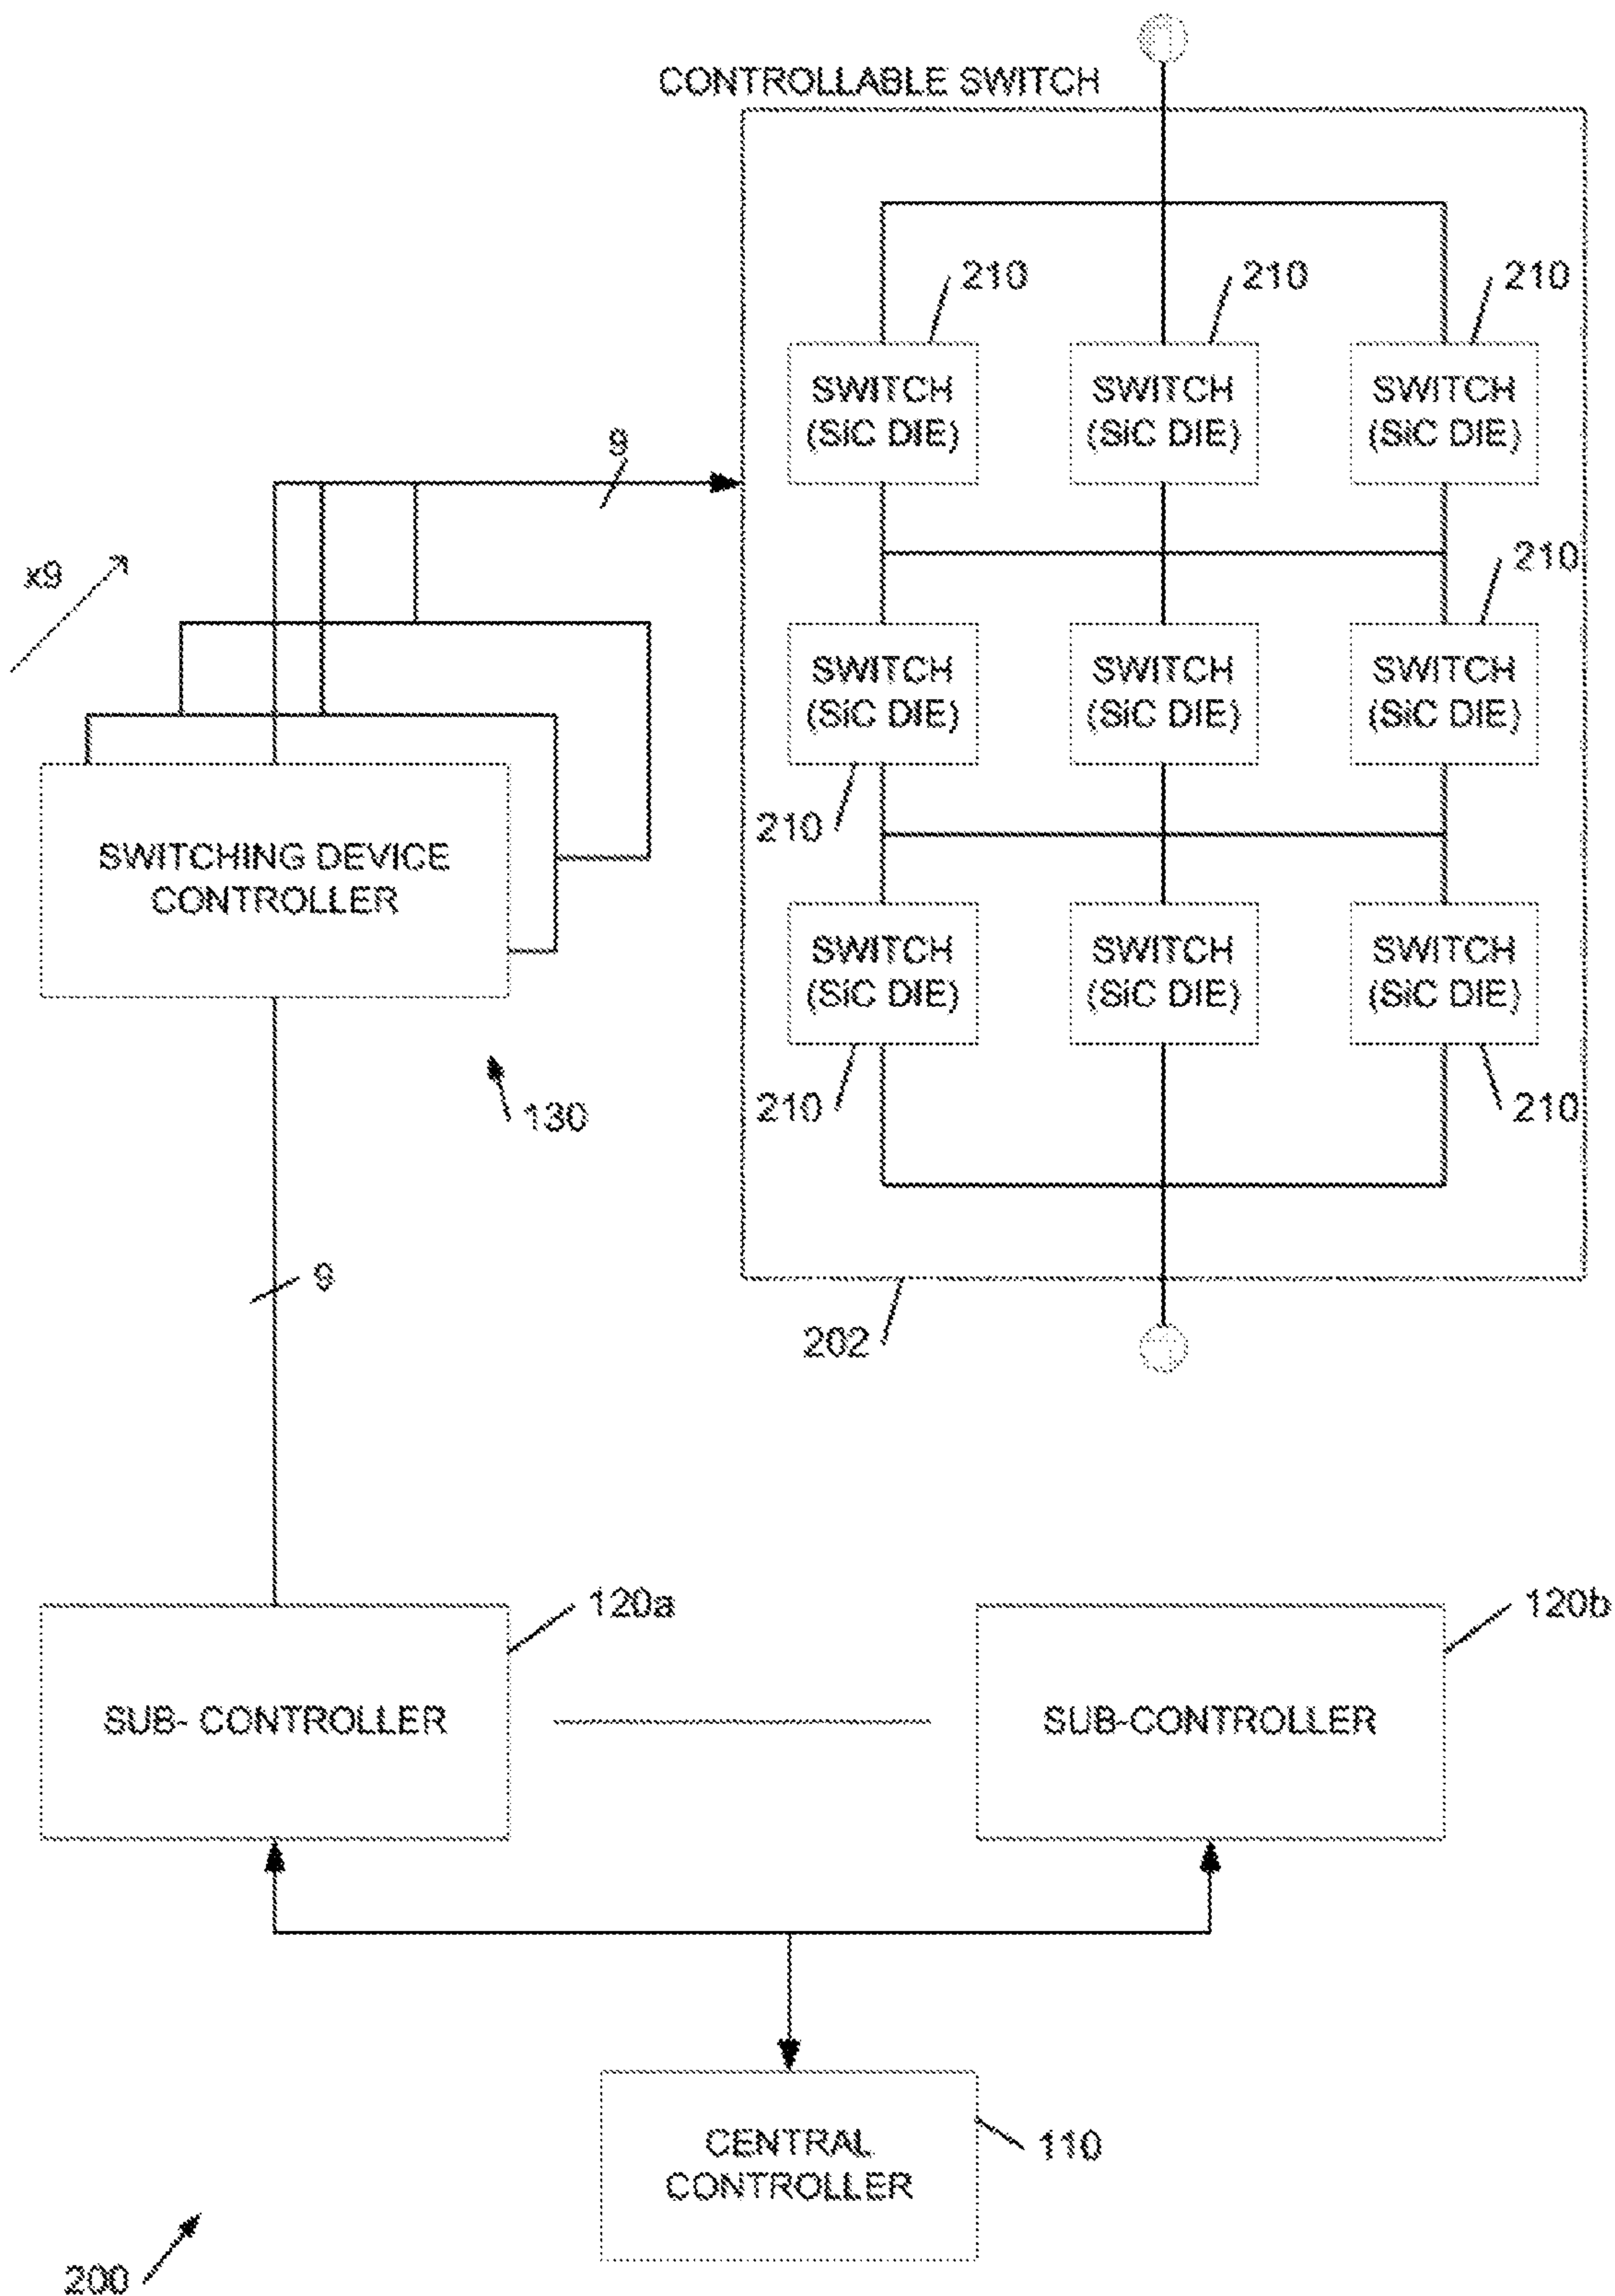 CONTROLLABLE SWITCH
210 210 210
SWITCH SWITCH SWITCH
(SiC DIE) (SiC DIE) (SiC DIE)
9
x9
210
SWITCH SWITCH SWITCH
(SiC DIE) (SiC DIE) (SiC DIE)
210
SWITCHING DEVICE
CONTROLLER
SWITCH SWITCH SWITCH
(SiC DIE) (SiC DIE) (SiC DIE)
130
210 210
9
202
120a 120b
SUB- CONTROLLER SUB-CONTROLLER
CENTRAL
CONTROLLER
110
200